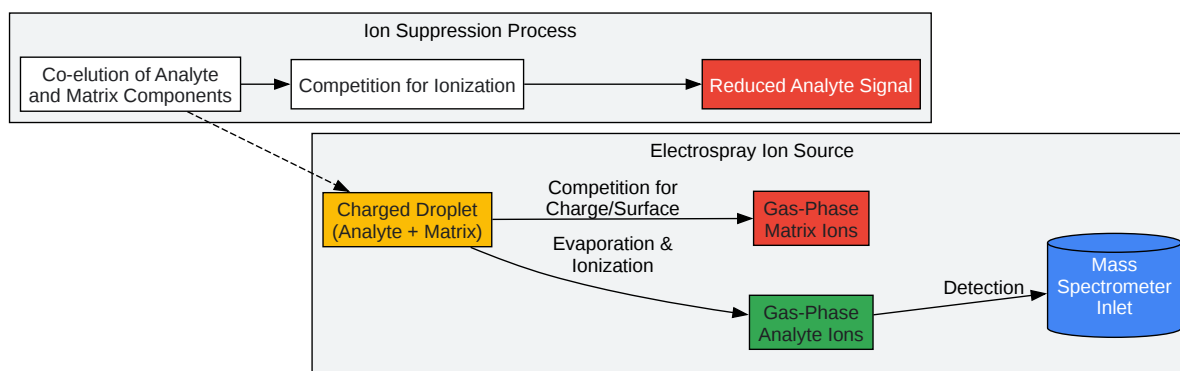 Ion Suppression Process
Co-elution of Analyte
and Matrix Components
Competition for Ionization
Reduced Analyte Signal
Electrospray Ion Source
Charged Droplet
(Analyte + Matrix)
Competition for
Charge/Surface
Gas-Phase
Matrix Ions
Evaporation &
Ionization
Gas-Phase
Analyte Ions
Detection
Mass
Spectrometer
Inlet